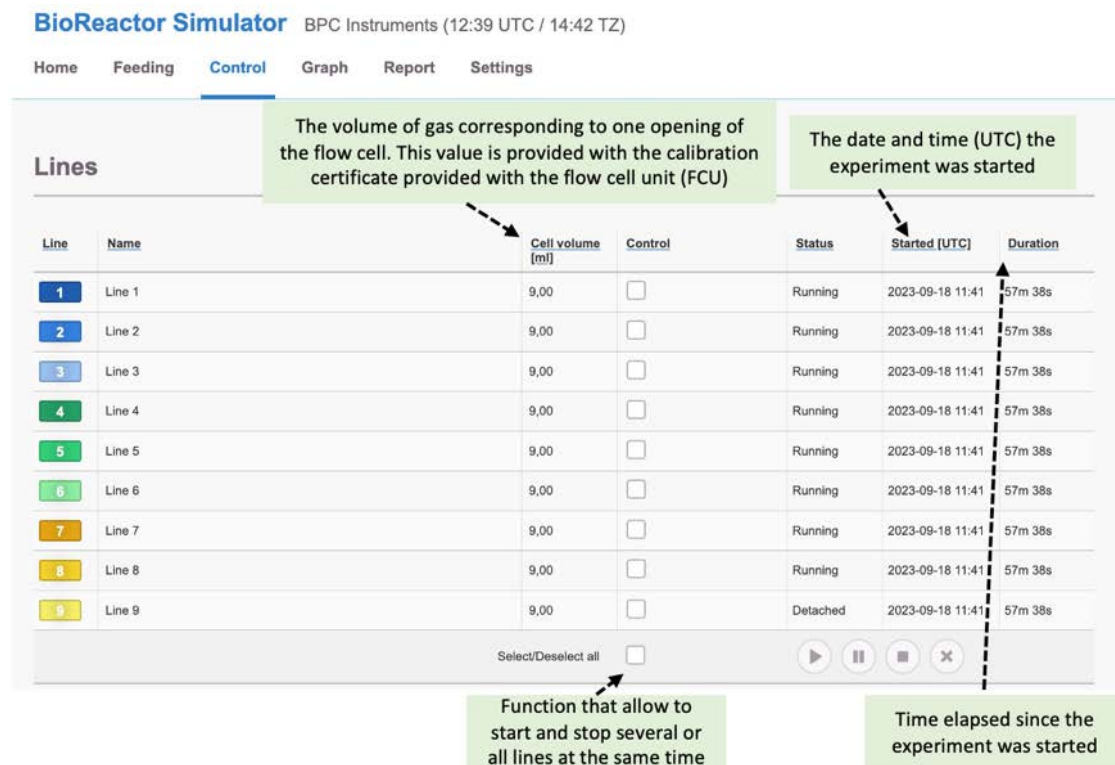 BioReactor Simulator BPC Instruments (12:39 UTC / 14:42 TZ)
Home Feeding Control Graph Report Settings
The volume of gas corresponding to one opening of
the flow cell. This value is provided with the calibration
certificate provided with the flow cell unit (FCU)
The date and time (UTC) the
experiment was started
Lines
Line Name Cell volume [ml] Control Status Started [UTC] Duration
1 Line 1 9,00 Running 2023-09-18 11:41 57m 38s
2 Line 2 9,00 Running 2023-09-18 11:41 57m 38s
3 Line 3 9,00 Running 2023-09-18 11:41 57m 38s
4 Line 4 9,00 Running 2023-09-18 11:41 57m 38s
5 Line 5 9,00 Running 2023-09-18 11:41 57m 38s
6 Line 6 9,00 Running 2023-09-18 11:41 57m 38s
7 Line 7 9,00 Running 2023-09-18 11:41 57m 38s
8 Line 8 9,00 Running 2023-09-18 11:41 57m 38s
9 Line 9 9,00 Detached 2023-09-18 11:41 57m 38s
Select/Deselect all
Function that allow to
start and stop several or
all lines at the same time
Time elapsed since the
experiment was started